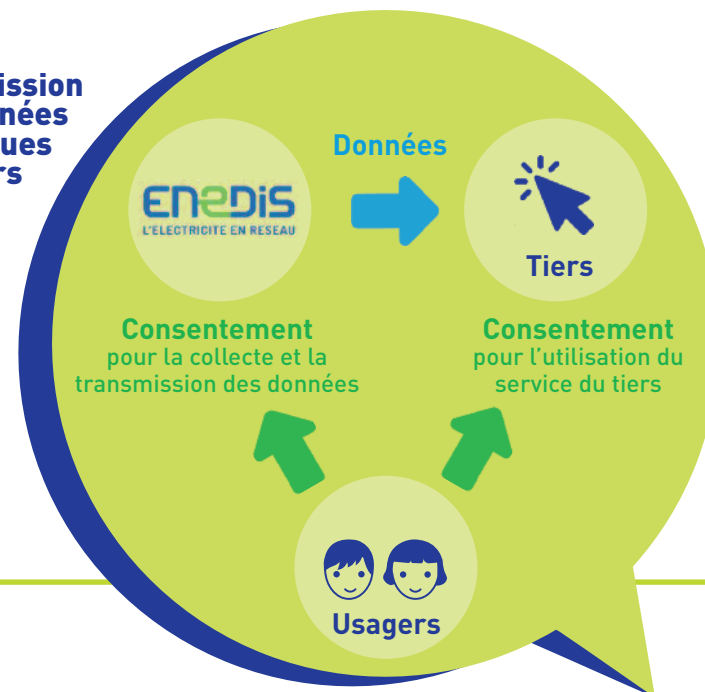 ission
nées
ues
rs
Données
enedis
L'ELECTRICITE EN RESEAU
Tiers
Consentement
pour la collecte et la
transmission des données
Consentement
pour l'utilisation du
service du tiers
Usagers